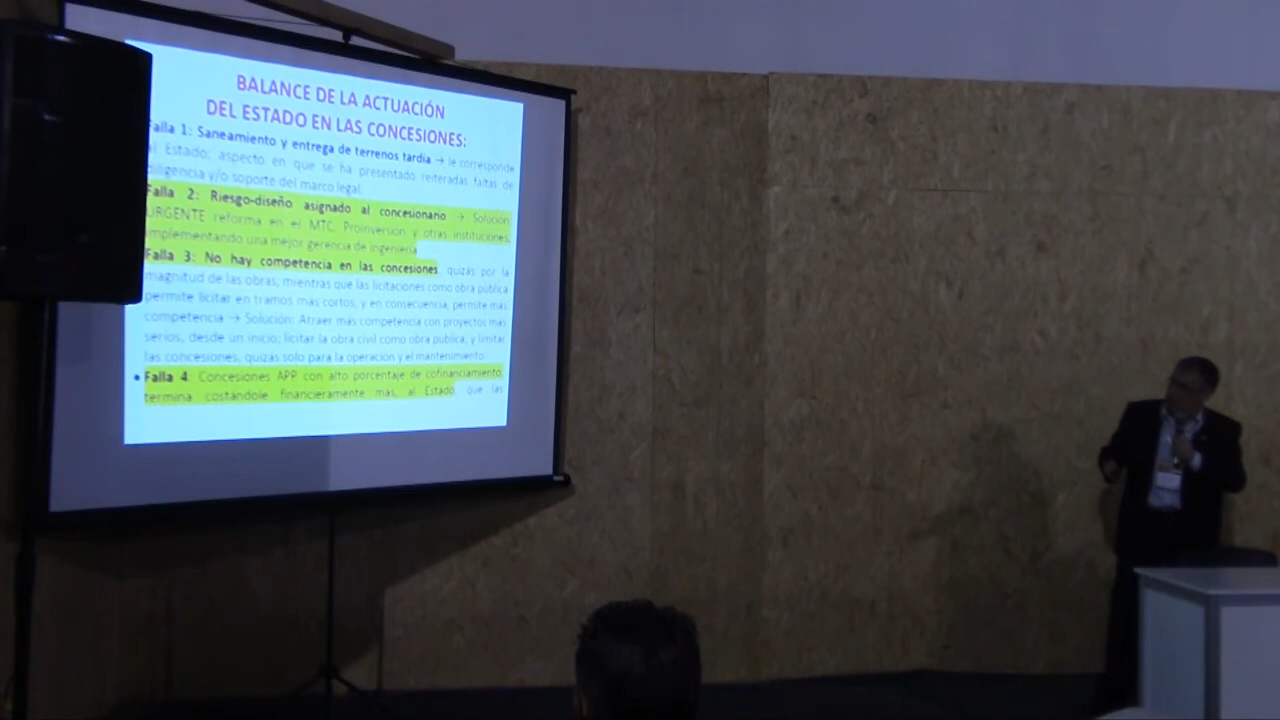 BALANCE DE LA ACTUACIÓN
DEL ESTADO EN LAS CONCESIONES:
Falla 1: Saneamiento y entrega de terrenos tardía → le corresponde
al Estado; aspecto en que se ha presentado reiteradas faltas de
diligencia y/o soporte del marco legal.
Falla 2: Riesgo-diseño asignado al concesionario → Solución:
URGENTE reforma en el MTC, Proinversión y otras instituciones,
implementando una mejor gerencia de ingeniería
Falla 3: No hay competencia en las concesiones, quizás por la
magnitud de las obras, mientras que las licitaciones como obra pública
permite licitar en tramos más cortos, y en consecuencia, permite más
competencia → Solución: Atraer más competencia con proyectos más
serios, desde un inicio; licitar la obra civil como obra pública, y limitar
las concesiones, quizás solo para la operación y el mantenimiento.
• Falla 4: Concesiones APP con alto porcentaje de cofinanciamiento,
termina costándole financieramente más, al Estado, que las